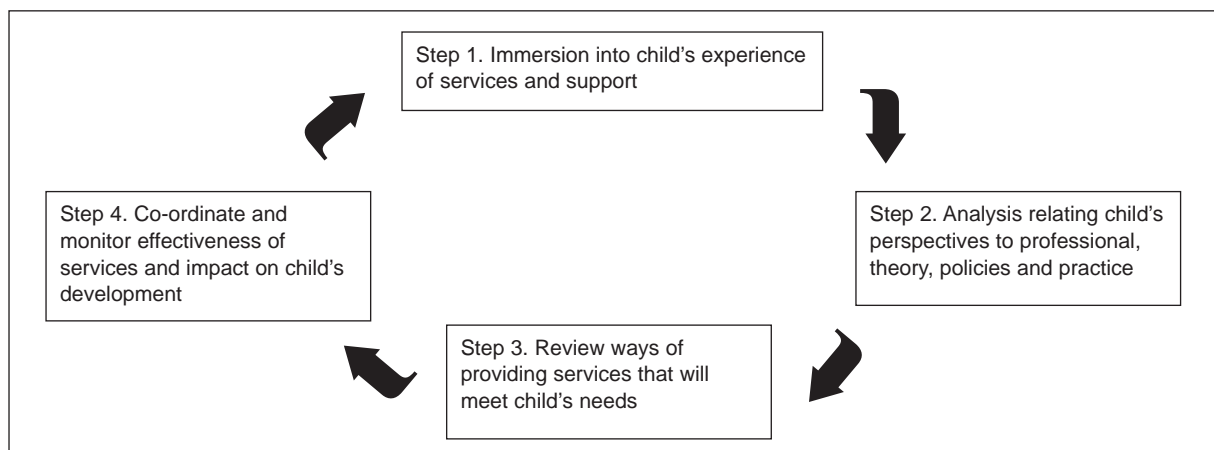 Step 1. Immersion into child’s experience
of services and support
Step 2. Analysis relating child’s
perspectives to professional,
theory, policies and practice
Step 3. Review ways of
providing services that will
meet child’s needs
Step 4. Co-ordinate and
monitor effectiveness of
services and impact on child’s
development